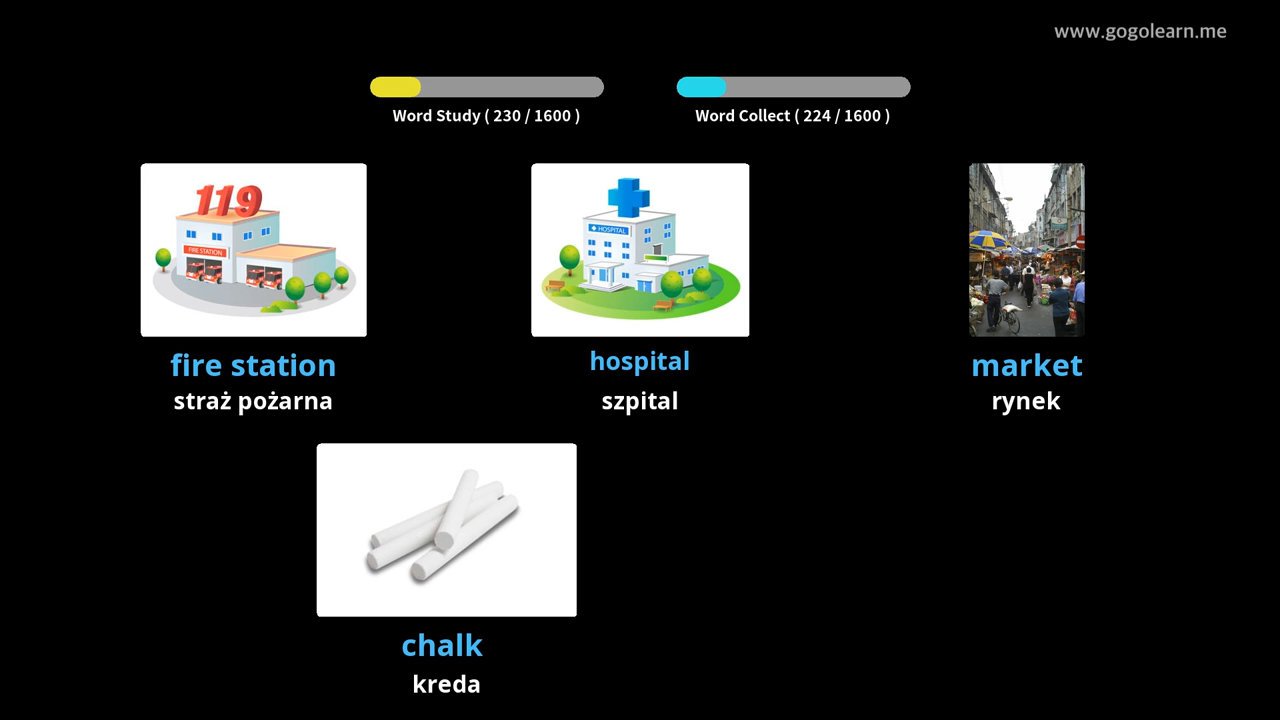 www.gogolearn.me
Word Study ( 230 / 1600 )
Word Collect ( 224 / 1600 )
119
FIRE STATION
HOSPITAL
fire station
hospital
market
straż pożarna
szpital
rynek
chalk
kreda